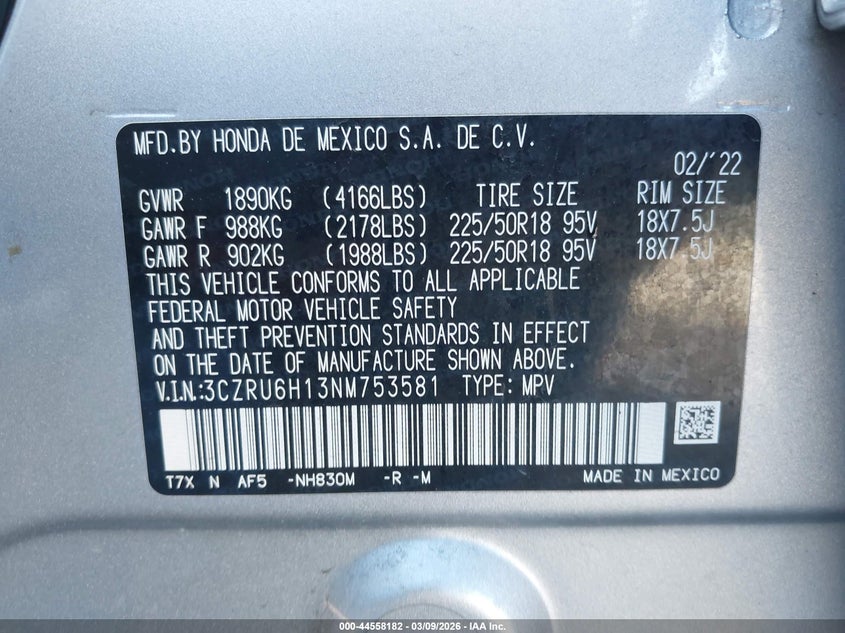 MFD.BY HONDA DE MEXICO S.A. DE C.V.
02/'22
GVWR 1890KG (4166LBS) TIRE SIZE RIM SIZE
GAWR F 988KG (2178LBS) 225/50R18 95V 18X7.5J
GAWR R 902KG (1988LBS) 225/50R18 95V 18X7.5J
THIS VEHICLE CONFORMS TO ALL APPLICABLE
FEDERAL MOTOR VEHICLE SAFETY
AND THEFT PREVENTION STANDARDS IN EFFECT
ON THE DATE OF MANUFACTURE SHOWN ABOVE.
V.I.N.:3CZRU6H13NM753581 TYPE: MPV
T7X N AF5 -NH830M -R -M MADE IN MEXICO
000-44558182 - 03/09/2026 - IAA Inc.